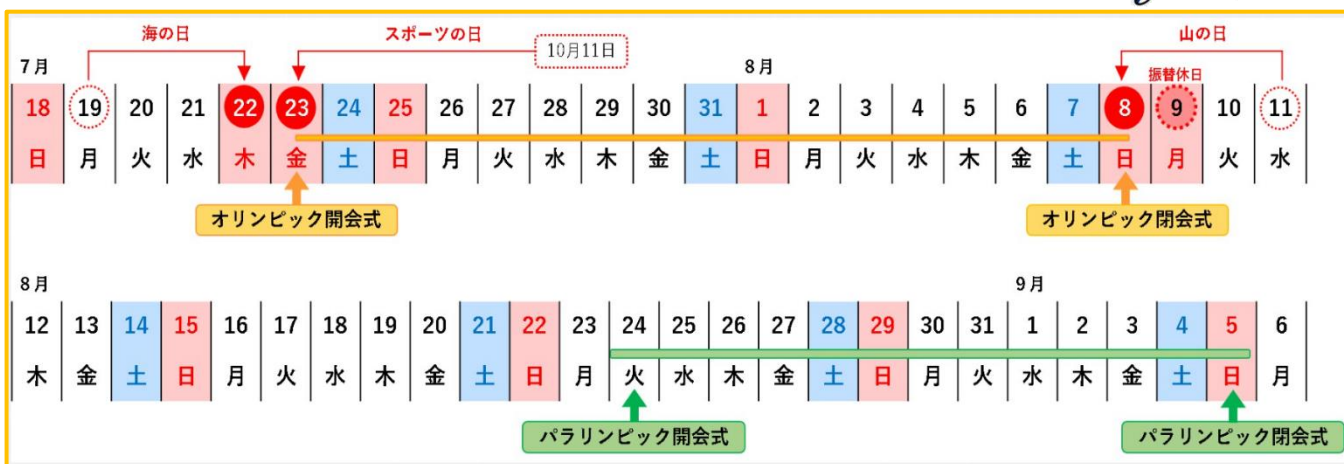 海の日 スポーツの日 10月11日 山の日
7月 8月 振替休日
18 19 20 21 22 23 24 25 26 27 28 29 30 31 1 2 3 4 5 6 7 8 9 10 11
日 月 火 水 木 金 土 日 月 火 水 木 金 土 日 月 火 水 木 金 土 日 月 火 水
オリンピック開会式 オリンピック閉会式
8月 9月
12 13 14 15 16 17 18 19 20 21 22 23 24 25 26 27 28 29 30 31 1 2 3 4 5 6
木 金 土 日 月 火 水 木 金 土 日 月 火 水 木 金 土 日 月 火 水 木 金 土 日 月
パラリンピック開会式 パラリンピック閉会式